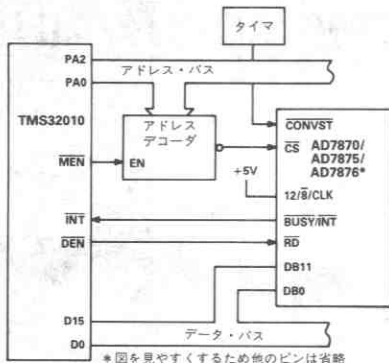 タイマ
PA2
アドレス・バス
PA0
TMS32010
アドレス
デコーダ
CONVST
CS AD7870/
AD7875/
AD7876*
MEN
EN
+5V
12/8/CLK
INT
BUSY/INT
DEN
RD
DB11
DB0
D15
データ・バス
D0
*図を見やすくするため他のピンは省略